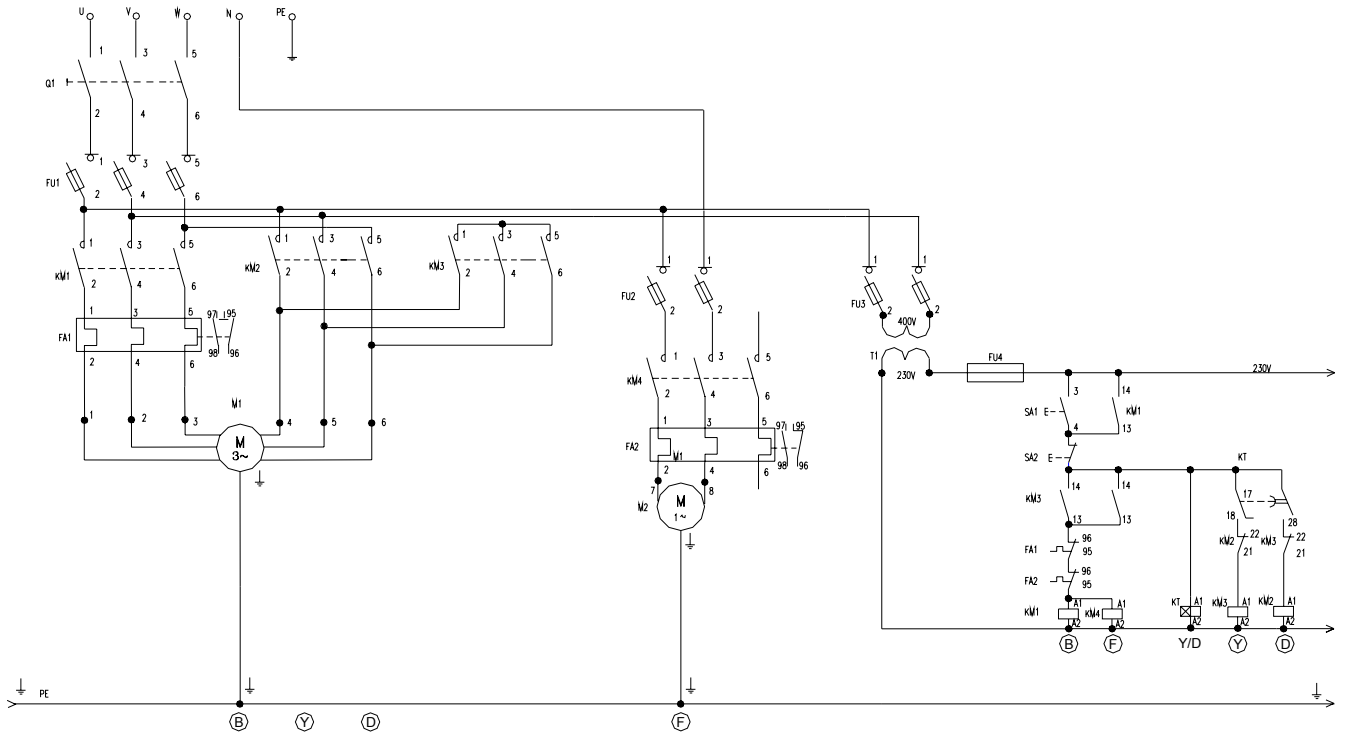 U V W N PE
1 3 5
Q1
2 4 6
1 3 5
FU1
2 4 6
1 3 5 1 3 5 1 3 5
KM1 KM2 KM3
2 4 6 2 4 6 2 4 6
1 1 1 1
FU2 FU3
2 2 2 2
400V
T1
230V
FU4
230V
1 3 5 97 95
FA1
98 96
2 4 6
1 3 5
KM4
2 4 6
M1
1 2 3 4 5 6
M
3~
1 3 5 97 95
FA2 M1
98 96
2 4 6
7 8
M2 M
1~
3 14
SA1 E KM1
4 13
SA2 E
KT
14 14 17
KM3
13 13 18 28
96 KM2 22 KM3 22
FA1 95 21 21
96
FA2 95
KM1 A1 KM4 A1 KT A1 KM3 A1 KM2 A1
A2 A2 A2 A2 A2
B F Y/D Y D
PE
B Y D F